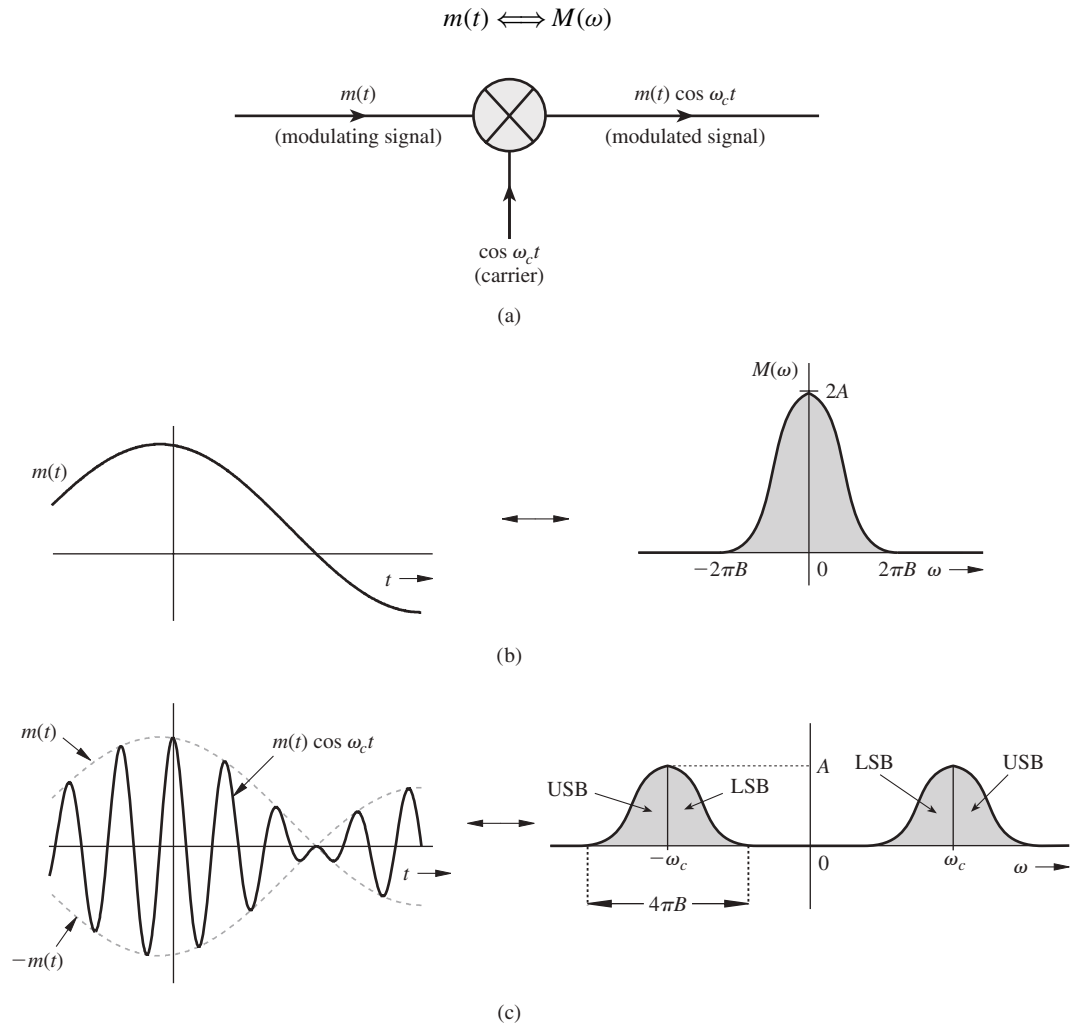 m(t) ⟺ M(ω)
m(t)
(modulating signal)
m(t) cos ω_c t
(modulated signal)
cos ω_c t
(carrier)
(a)
m(t)
t
M(ω)
2A
−2πB
0
2πB
ω
(b)
m(t)
m(t) cos ω_c t
−m(t)
t
USB
LSB
A
LSB
USB
−ω_c
0
ω_c
ω
4πB
(c)